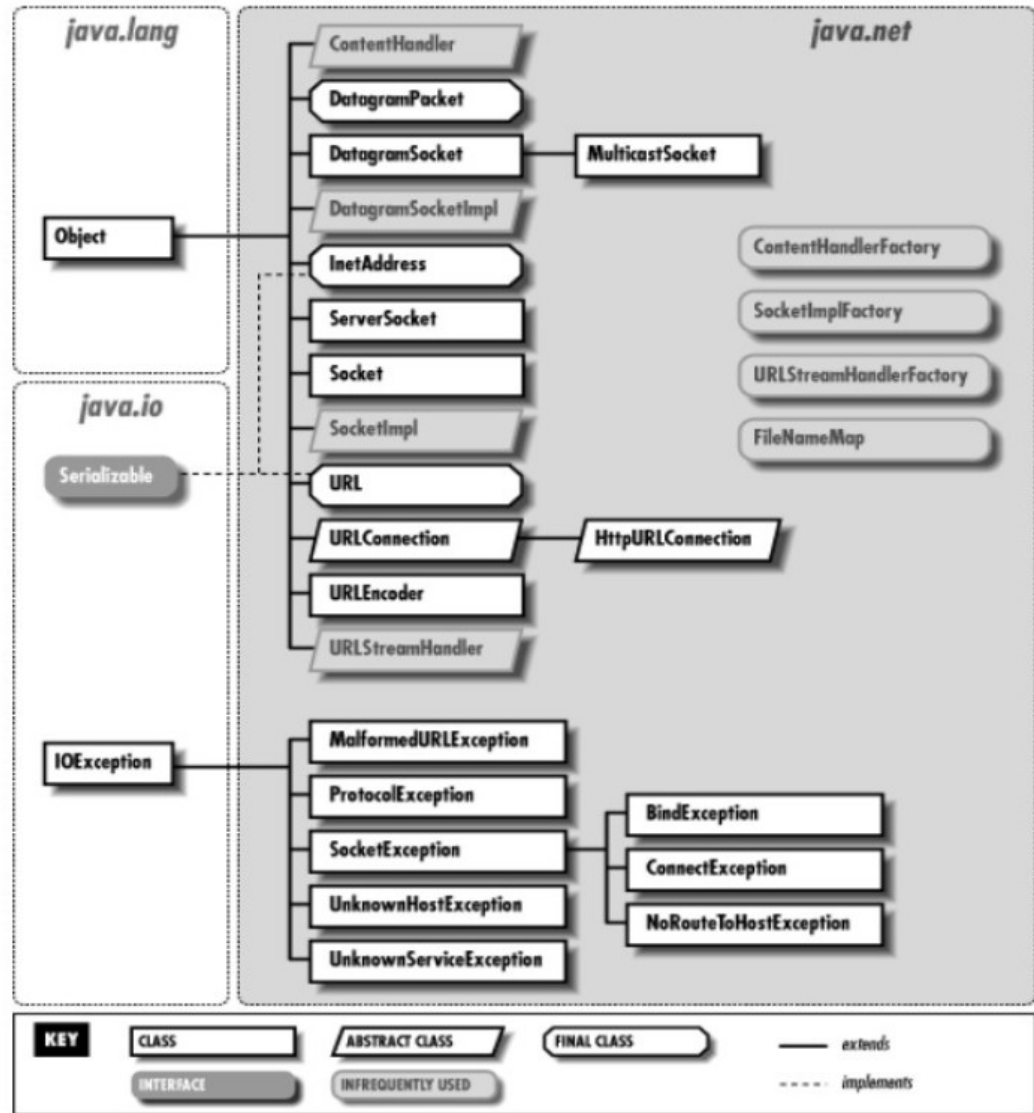 java.lang
java.net
ContentHandler
DatagramPacket
DatagramSocket
MulticastSocket
DatagramSocketImpl
Object
ContentHandlerFactory
InetAddress
SocketImplFactory
ServerSocket
Socket
URLStreamHandlerFactory
java.io
SocketImpl
FileNameMap
Serializable
URL
URLConnection
HttpURLConnection
URLEncoder
URLStreamHandler
MalformedURLException
IOException
ProtocolException
BindException
SocketException
ConnectException
UnknownHostException
NoRouteToHostException
UnknownServiceException
KEY
CLASS
ABSTRACT CLASS
FINAL CLASS
extends
INTERFACE
INFREQUENTLY USED
implements